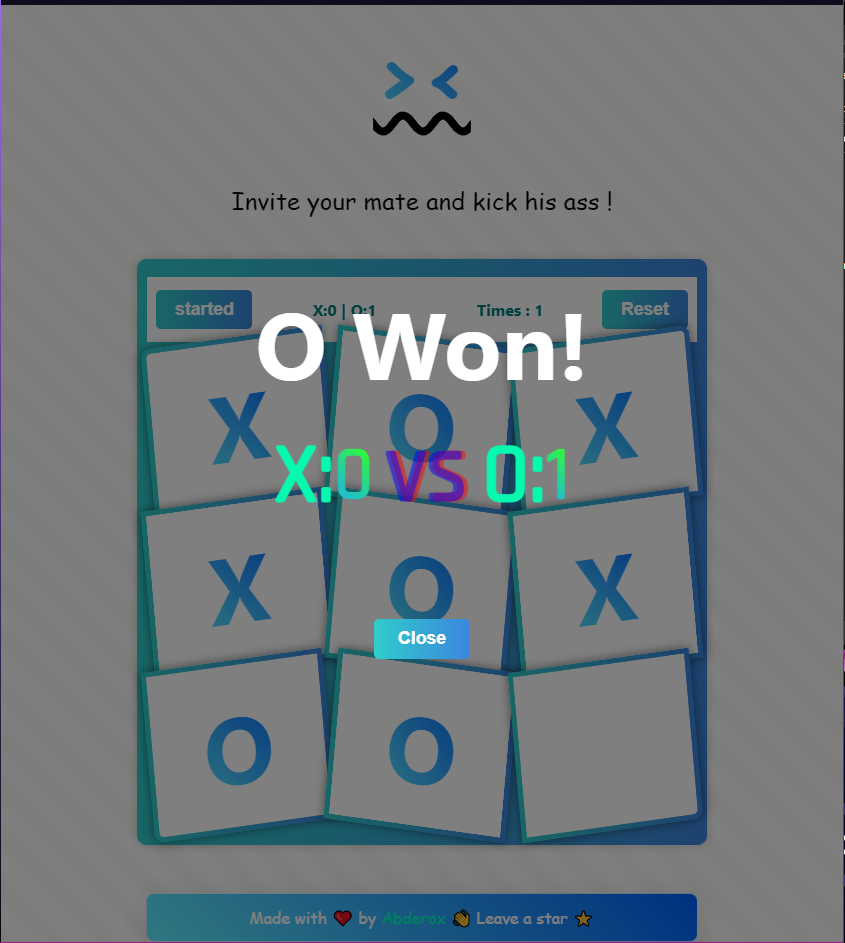 Invite your mate and kick his ass !
started X:0 | O:1 Times : 1 Reset
O Won!
X O X
X:0 VS O:1
X O X
Close
O O
Made with ❤️ by Abderox 👋 Leave a star ⭐